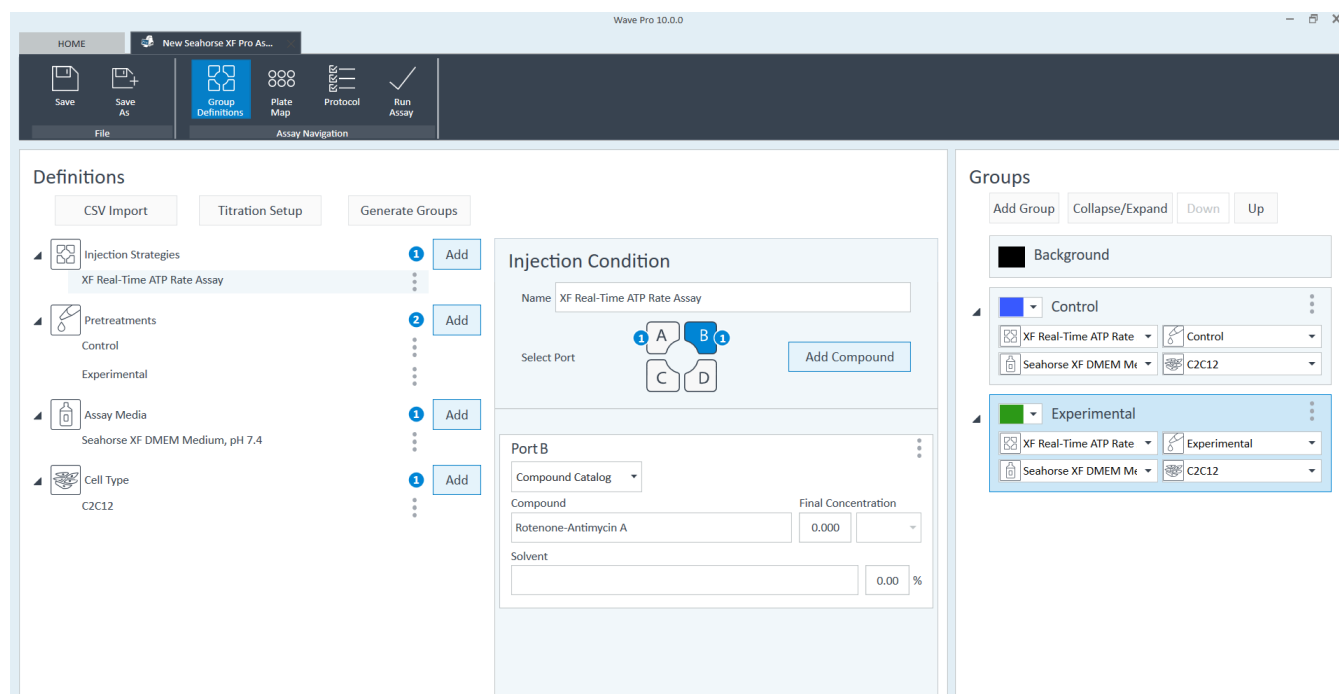 Wave Pro 10.0.0
HOME
New Seahorse XF Pro As...
Save
Save As
Group Definitions
Plate Map
Protocol
Run Assay
File
Assay Navigation
Definitions
CSV Import
Titration Setup
Generate Groups
Injection Strategies
1
Add
XF Real-Time ATP Rate Assay
Pretreatments
2
Add
Control
Experimental
Assay Media
1
Add
Seahorse XF DMEM Medium, pH 7.4
Cell Type
1
Add
C2C12
Injection Condition
Name
XF Real-Time ATP Rate Assay
Select Port
1 A B 1
C D
Add Compound
Port B
Compound Catalog
Compound
Final Concentration
Rotenone-Antimycin A
0.000
Solvent
0.00 %
Groups
Add Group
Collapse/Expand
Down
Up
Background
Control
XF Real-Time ATP Rate
Control
Seahorse XF DMEM Me
C2C12
Experimental
XF Real-Time ATP Rate
Experimental
Seahorse XF DMEM Me
C2C12